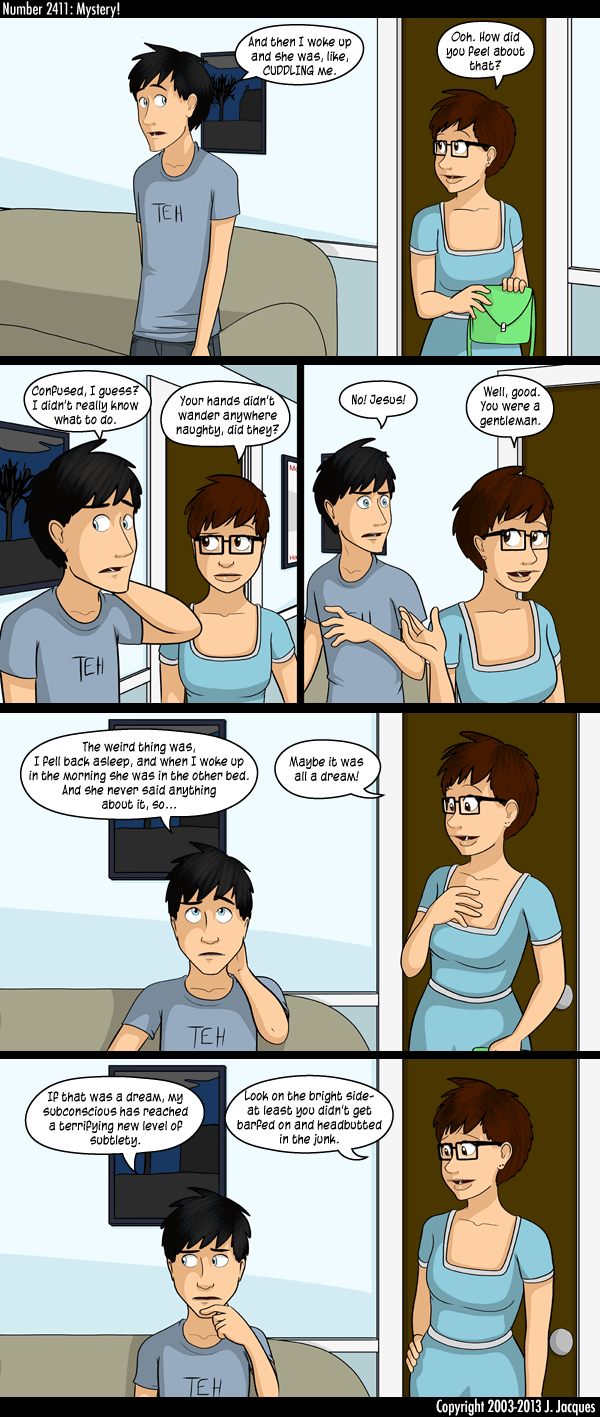 Number 2411: Mystery!
And then I woke up
and she was, like,
CUDDLING me.
Ooh. How did
you feel about
that?
TEH
Confused, I guess?
I didn't really know
what to do.
Your hands didn't
wander anywhere
naughty, did they?
TEH
No! Jesus!
Well, good.
You were a
gentleman.
TEH
The weird thing was,
I fell back asleep, and when I woke up
in the morning she was in the other bed.
And she never said anything
about it, so...
Maybe it was
all a dream!
TEH
If that was a dream, my
subconscious has reached
a terrifying new level of
subtlety.
Look on the bright side-
at least you didn't get
barfed on and headbutted
in the junk.
TEH
Copyright 2003-2013 J. Jacques